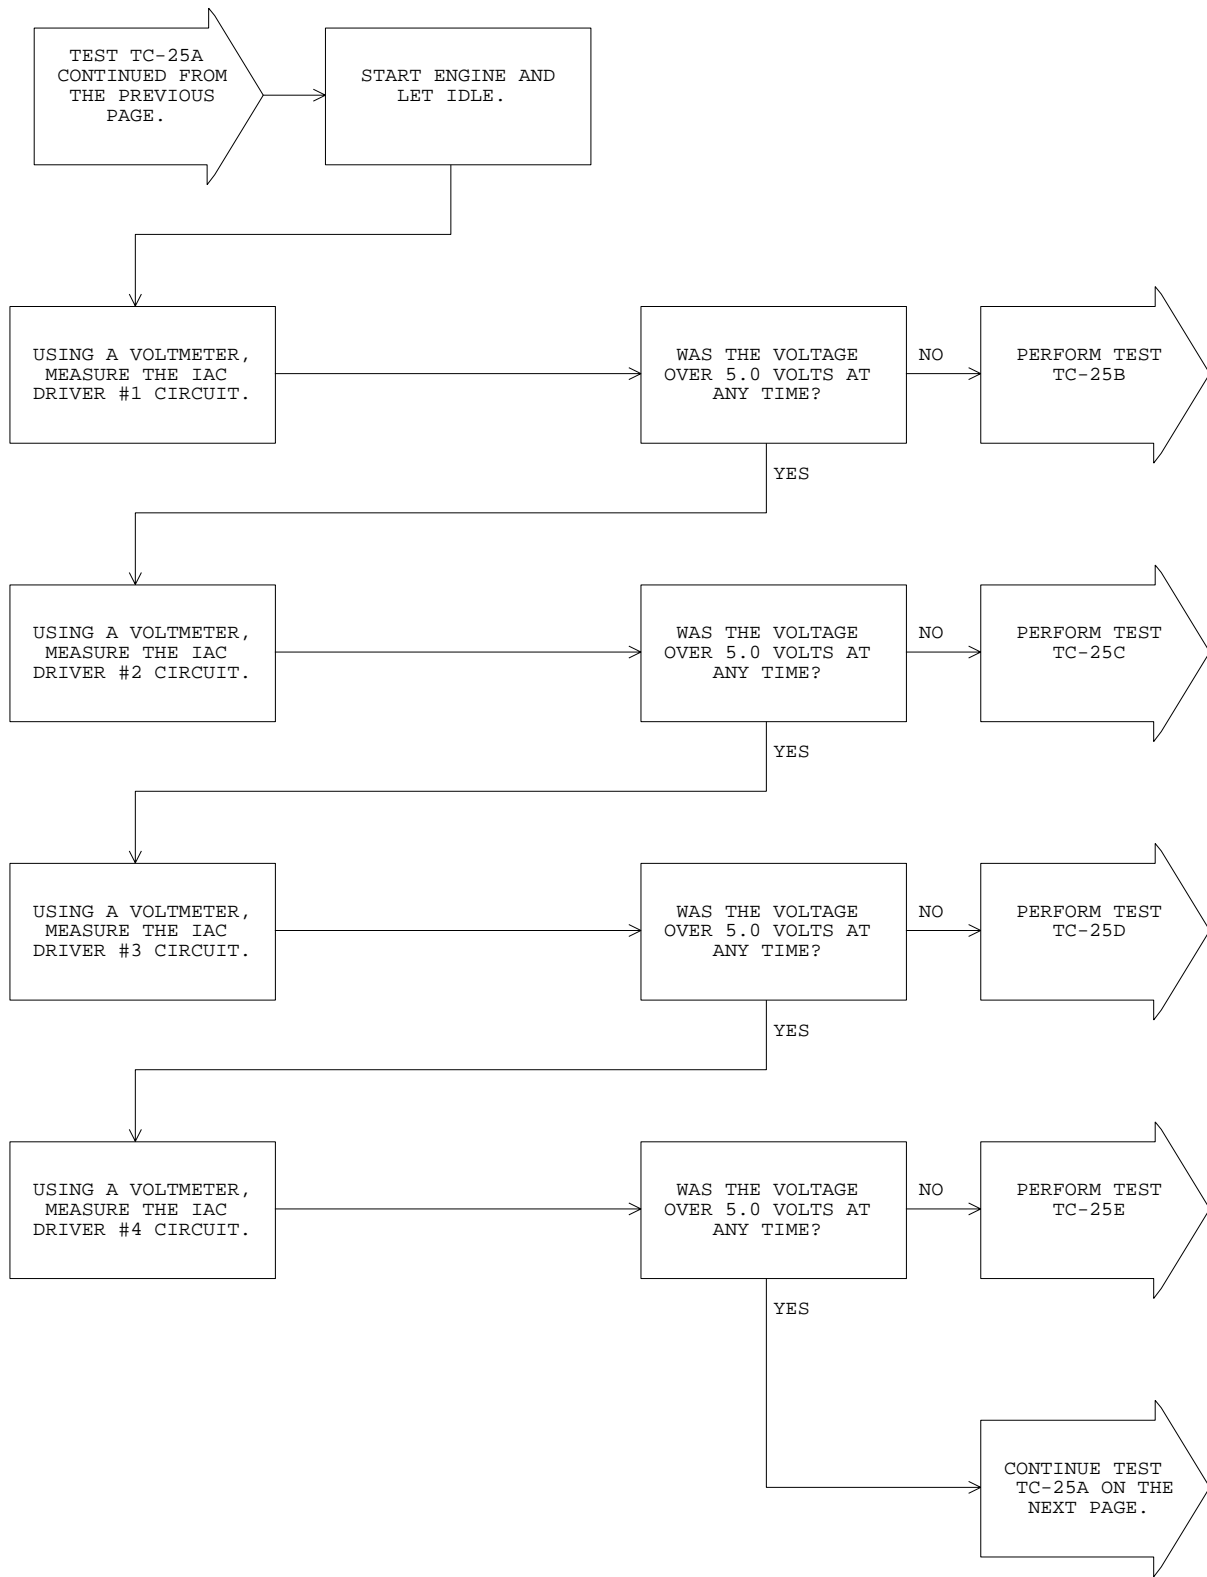 TEST TC-25A
CONTINUED FROM
THE PREVIOUS
PAGE.
START ENGINE AND
LET IDLE.
USING A VOLTMETER,
MEASURE THE IAC
DRIVER #1 CIRCUIT.
WAS THE VOLTAGE
OVER 5.0 VOLTS AT
ANY TIME?
NO
PERFORM TEST
TC-25B
YES
USING A VOLTMETER,
MEASURE THE IAC
DRIVER #2 CIRCUIT.
WAS THE VOLTAGE
OVER 5.0 VOLTS AT
ANY TIME?
NO
PERFORM TEST
TC-25C
YES
USING A VOLTMETER,
MEASURE THE IAC
DRIVER #3 CIRCUIT.
WAS THE VOLTAGE
OVER 5.0 VOLTS AT
ANY TIME?
NO
PERFORM TEST
TC-25D
YES
USING A VOLTMETER,
MEASURE THE IAC
DRIVER #4 CIRCUIT.
WAS THE VOLTAGE
OVER 5.0 VOLTS AT
ANY TIME?
NO
PERFORM TEST
TC-25E
YES
CONTINUE TEST
TC-25A ON THE
NEXT PAGE.